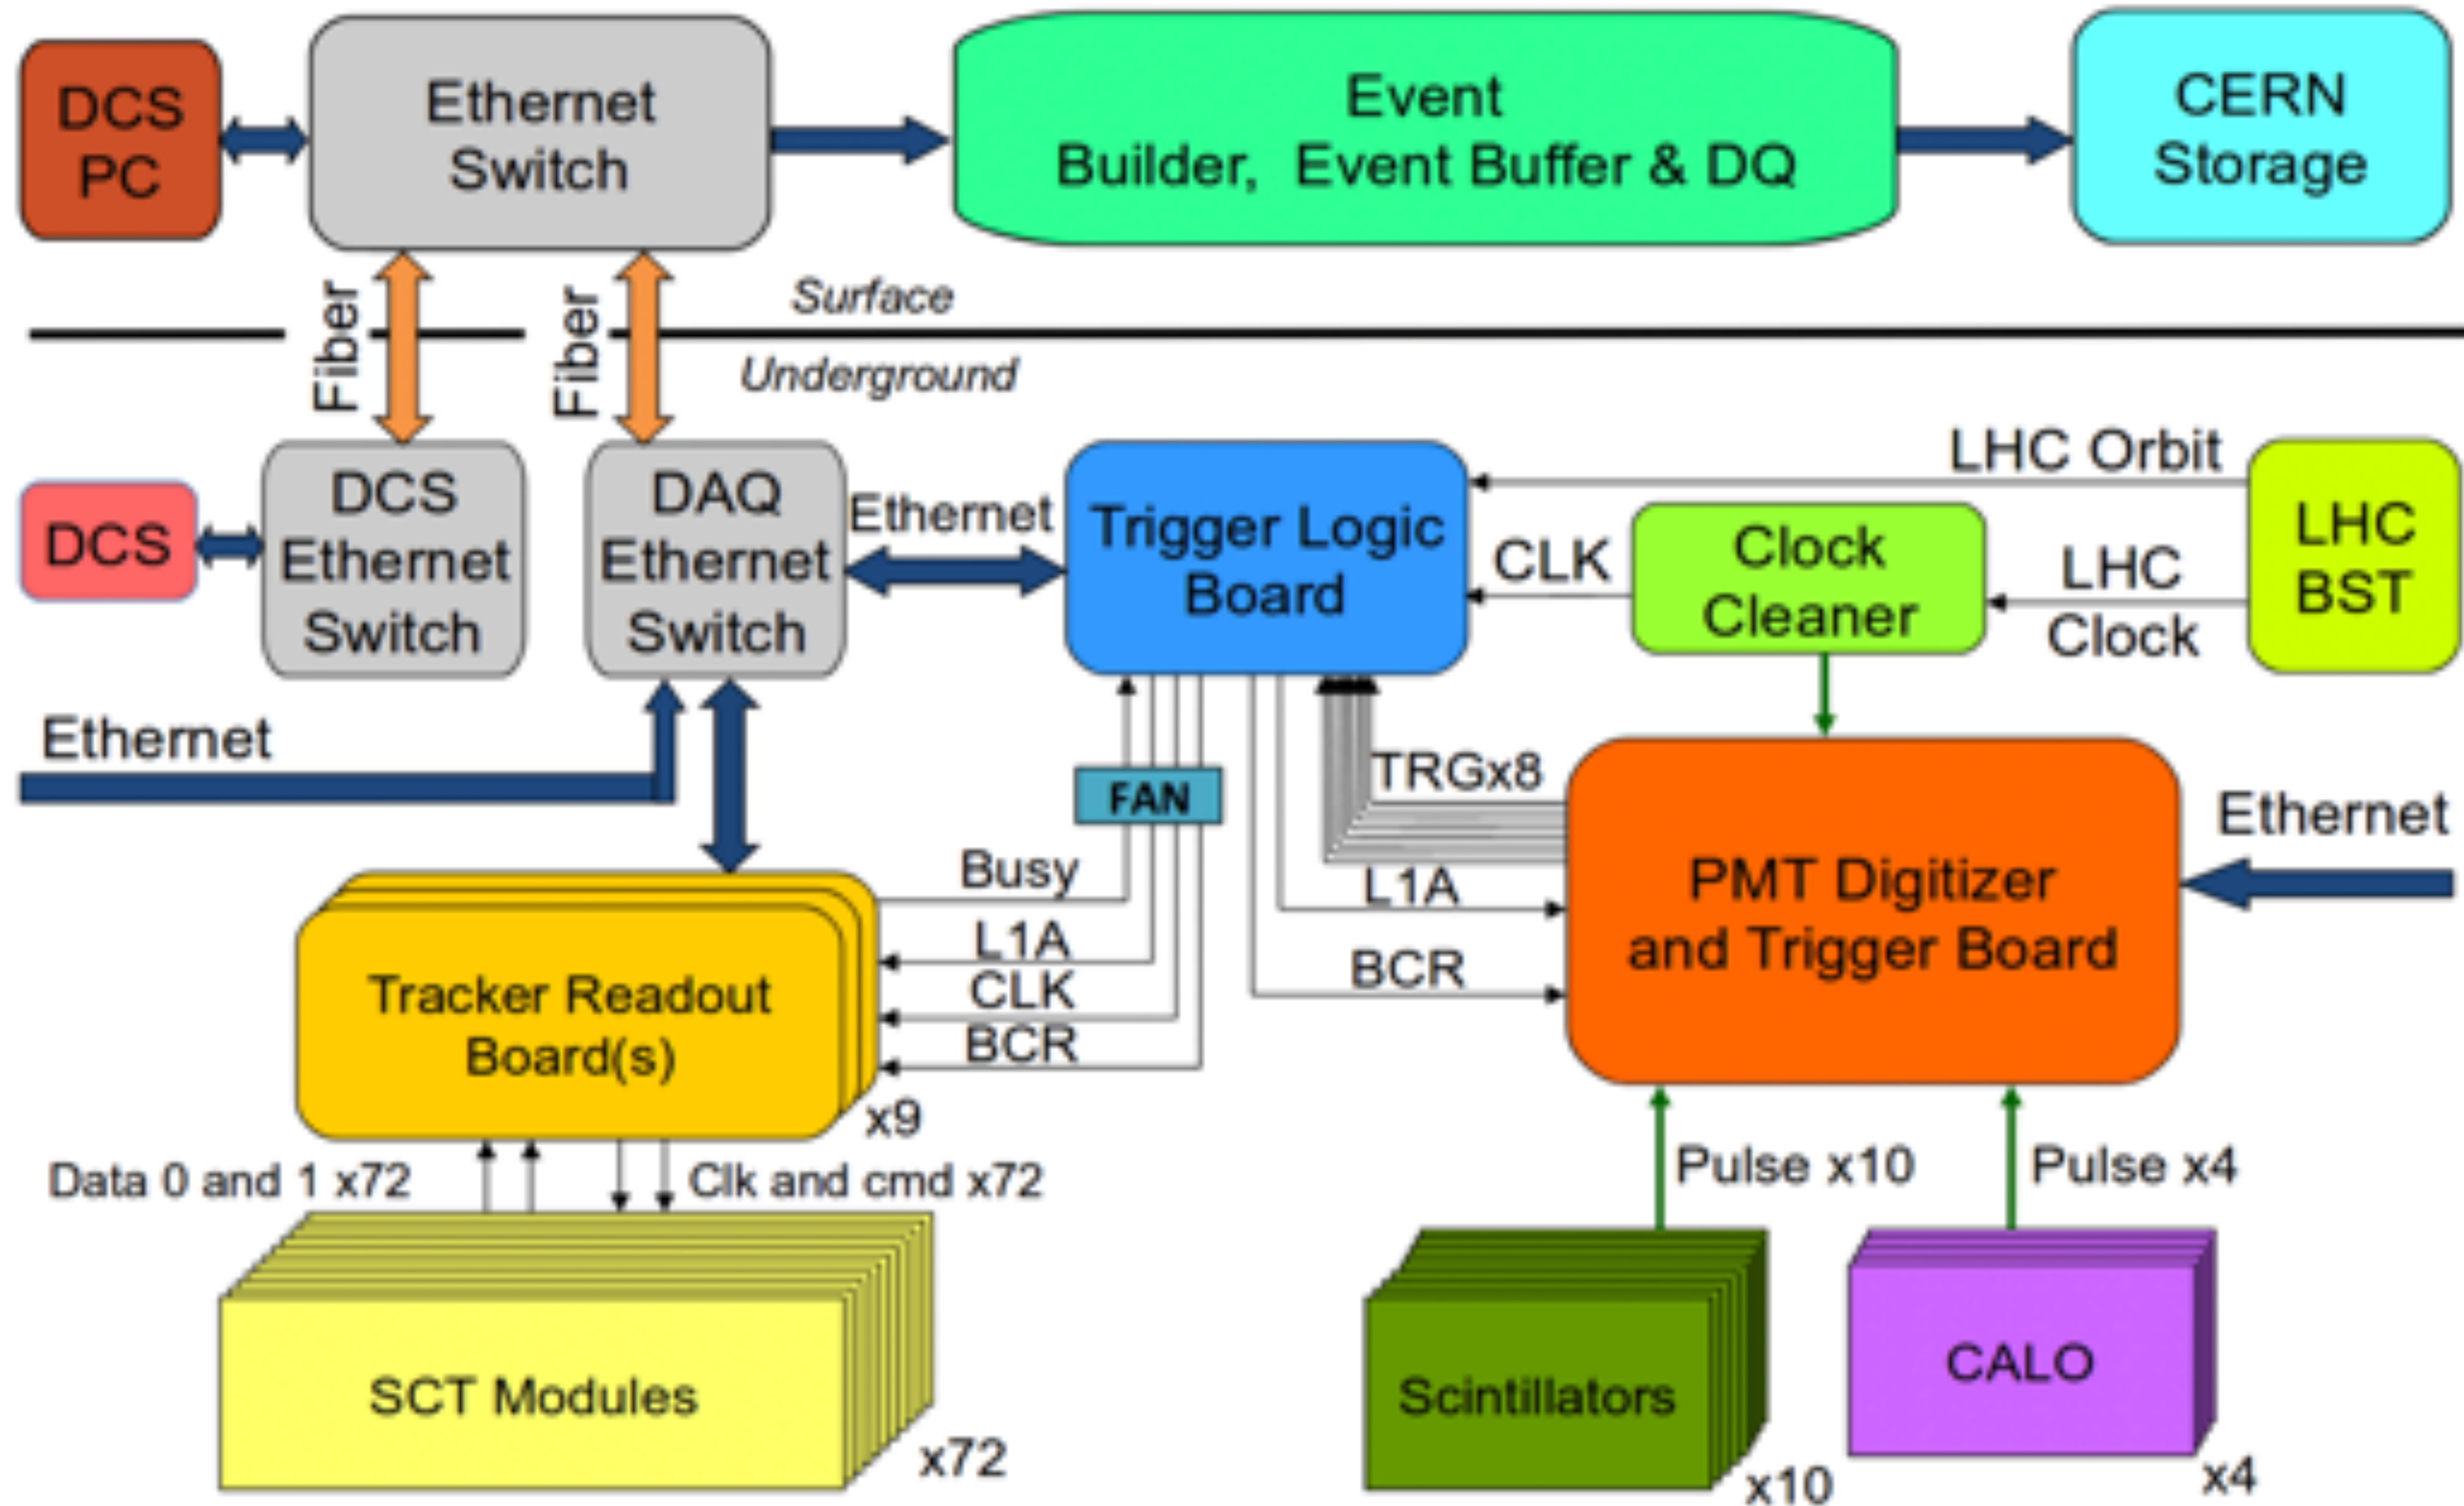 DCS
PC
Ethernet
Switch
Event
Builder, Event Buffer & DQ
CERN
Storage
Fiber
Fiber
Surface
Underground
DCS
DCS
Ethernet
Switch
DAQ
Ethernet
Switch
Ethernet
Trigger Logic
Board
LHC Orbit
CLK
Clock
Cleaner
LHC
Clock
LHC
BST
Ethernet
FAN
TRGx8
Busy
L1A
CLK
BCR
L1A
BCR
PMT Digitizer
and Trigger Board
Ethernet
Tracker Readout
Board(s)
x9
Data 0 and 1 x72
Clk and cmd x72
Pulse x10
Pulse x4
SCT Modules
x72
Scintillators
x10
CALO
x4